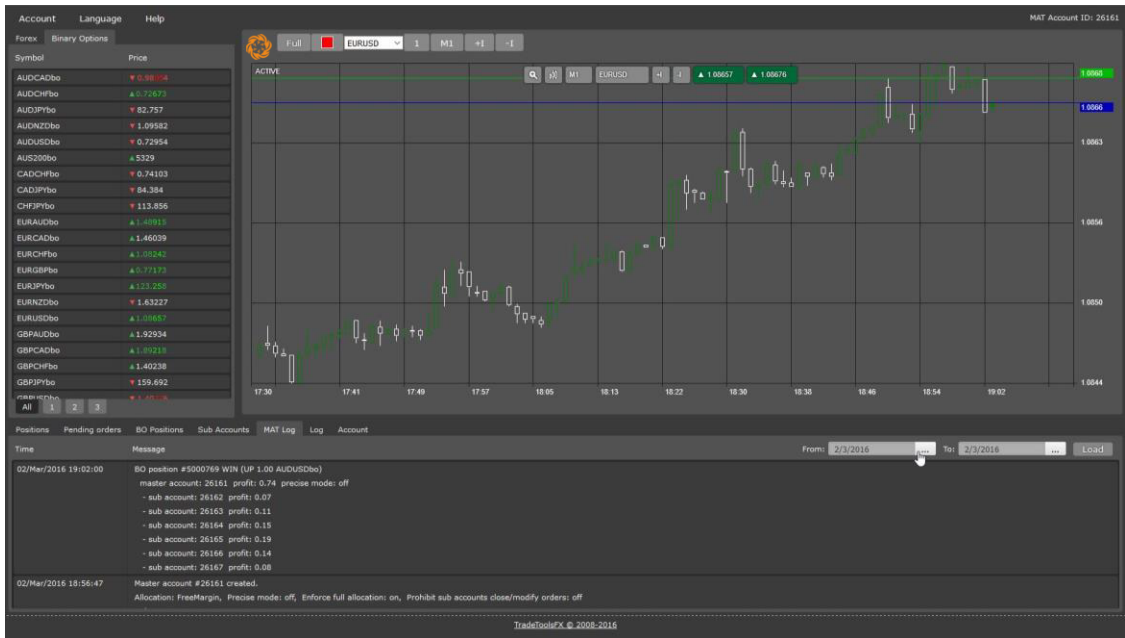 Account Language Help MAT Account ID: 26161
Forex Binary Options
Full EURUSD 1 M1 +I -I
Symbol Price
AUDCADbo
AUDCHFbo ▲0.72673
AUDJPYbo ▼82.757
AUDNZDbo ▼1.09582
AUDUSDbo ▼0.72954
AUS200bo ▲5329
CADCHFbo ▼0.74103
CADJPYbo ▼84.384
CHFJPYbo ▼113.856
EURAUDbo
EURCADbo ▲1.46039
EURCHFbo ▲1.08242
EURGBPbo ▲0.77173
EURJPYbo ▲123.258
EURNZDbo ▼1.63227
EURUSDbo ▲1.08657
GBPAUDbo ▲1.92934
GBPCADbo ▲1.89218
GBPCHFbo ▲1.40238
GBPJPYbo ▼159.692
GBPUSDbo
All 1 2 3
ACTIVE
M1 EURUSD +I -I ▲ 1.08657 ▲ 1.08676
1.0868
1.0866
1.0863
1.0856
1.0850
1.0844
17:30 17:41 17:49 17:57 18:05 18:13 18:22 18:30 18:38 18:46 18:54 19:02
Positions Pending orders BO Positions Sub Accounts MAT Log Log Account
Time Message From: 2/3/2016 ... To: 2/3/2016 ... Load
02/Mar/2016 19:02:00 BO position #5000769 WIN (UP 1.00 AUDUSDbo)
master account: 26161 profit: 0.74 precise mode: off
- sub account: 26162 profit: 0.07
- sub account: 26163 profit: 0.11
- sub account: 26164 profit: 0.15
- sub account: 26165 profit: 0.19
- sub account: 26166 profit: 0.14
- sub account: 26167 profit: 0.08
02/Mar/2016 18:56:47 Master account #26161 created.
Allocation: FreeMargin, Precise mode: off, Enforce full allocation: on, Prohibit sub accounts close/modify orders: off
TradeToolsFX © 2008-2016